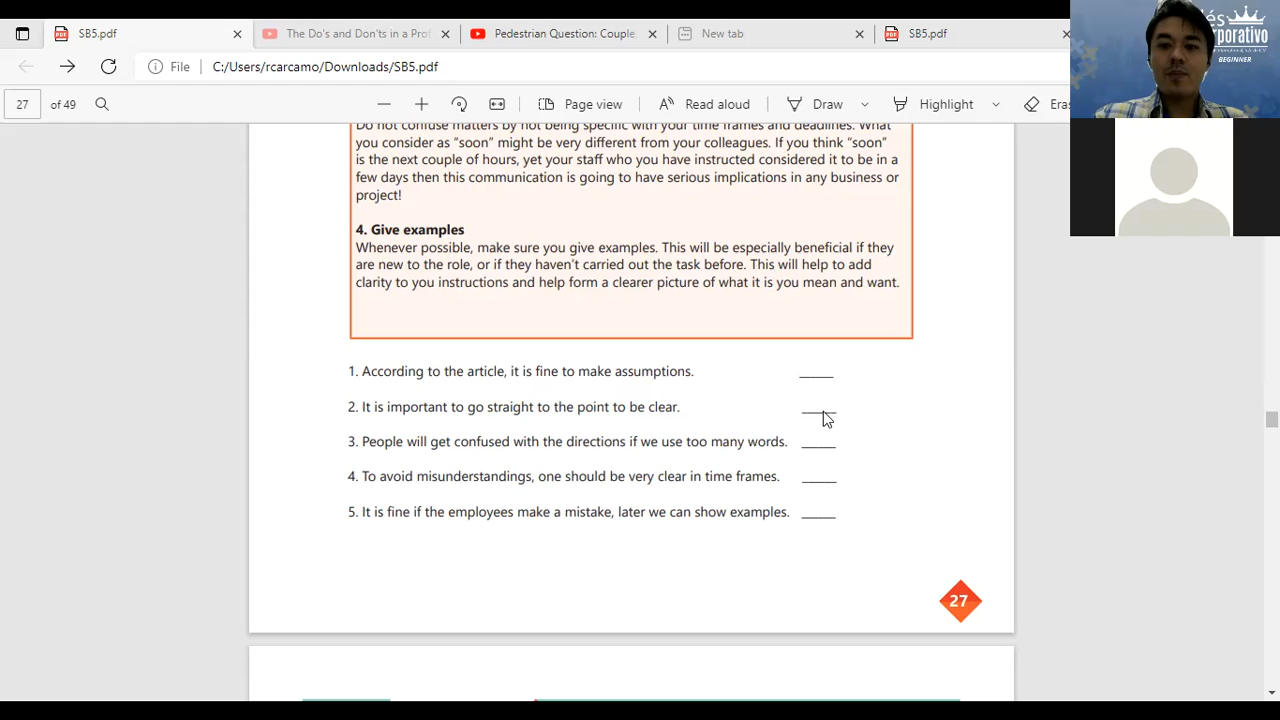 SB5.pdf
The Do's and Don'ts in a Prof
Pedestrian Question: Couple
New tab
SB5.pdf
File
C:/Users/rcarcamo/Downloads/SB5.pdf
27
of 49
Page view
Read aloud
Draw
Highlight
Eras
és
rporativo
BEGINNER
Do not confuse matters by not being specific with your time frames and deadlines. What
you consider as “soon” might be very different from your colleagues. If you think “soon”
is the next couple of hours, yet your staff who you have instructed considered it to be in a
few days then this communication is going to have serious implications in any business or
project!
4. Give examples
Whenever possible, make sure you give examples. This will be especially beneficial if they
are new to the role, or if they haven’t carried out the task before. This will help to add
clarity to you instructions and help form a clearer picture of what it is you mean and want.
1. According to the article, it is fine to make assumptions. _____
2. It is important to go straight to the point to be clear. _____
3. People will get confused with the directions if we use too many words. _____
4. To avoid misunderstandings, one should be very clear in time frames. _____
5. It is fine if the employees make a mistake, later we can show examples. _____
27